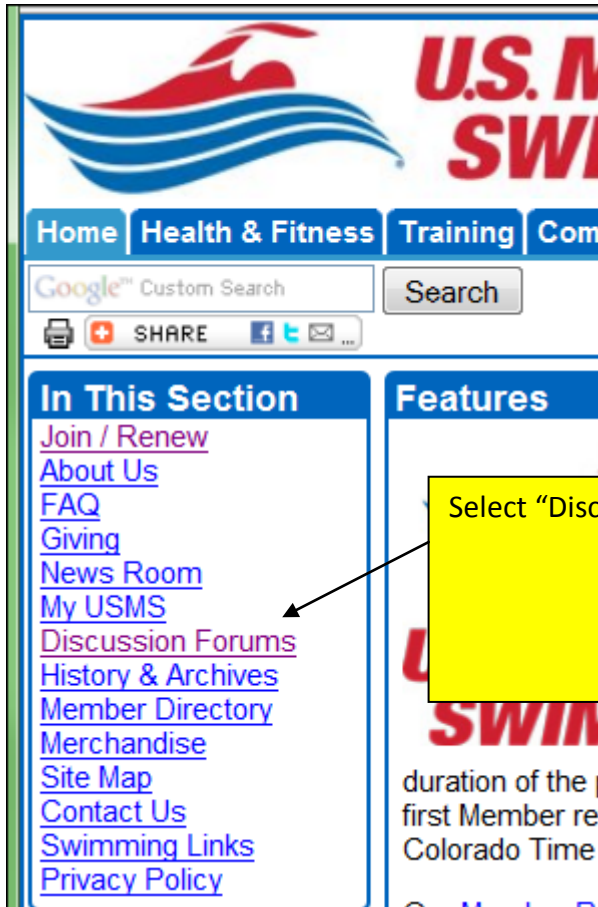 U.S. M
SWI
Home Health & Fitness Training Com
Google™ Custom Search Search
SHARE ...
In This Section
Join / Renew
About Us
FAQ
Giving
News Room
My USMS
Discussion Forums
History & Archives
Member Directory
Merchandise
Site Map
Contact Us
Swimming Links
Privacy Policy
Features
Select “Disc
U
SWIM
duration of the
first Member re
Colorado Time